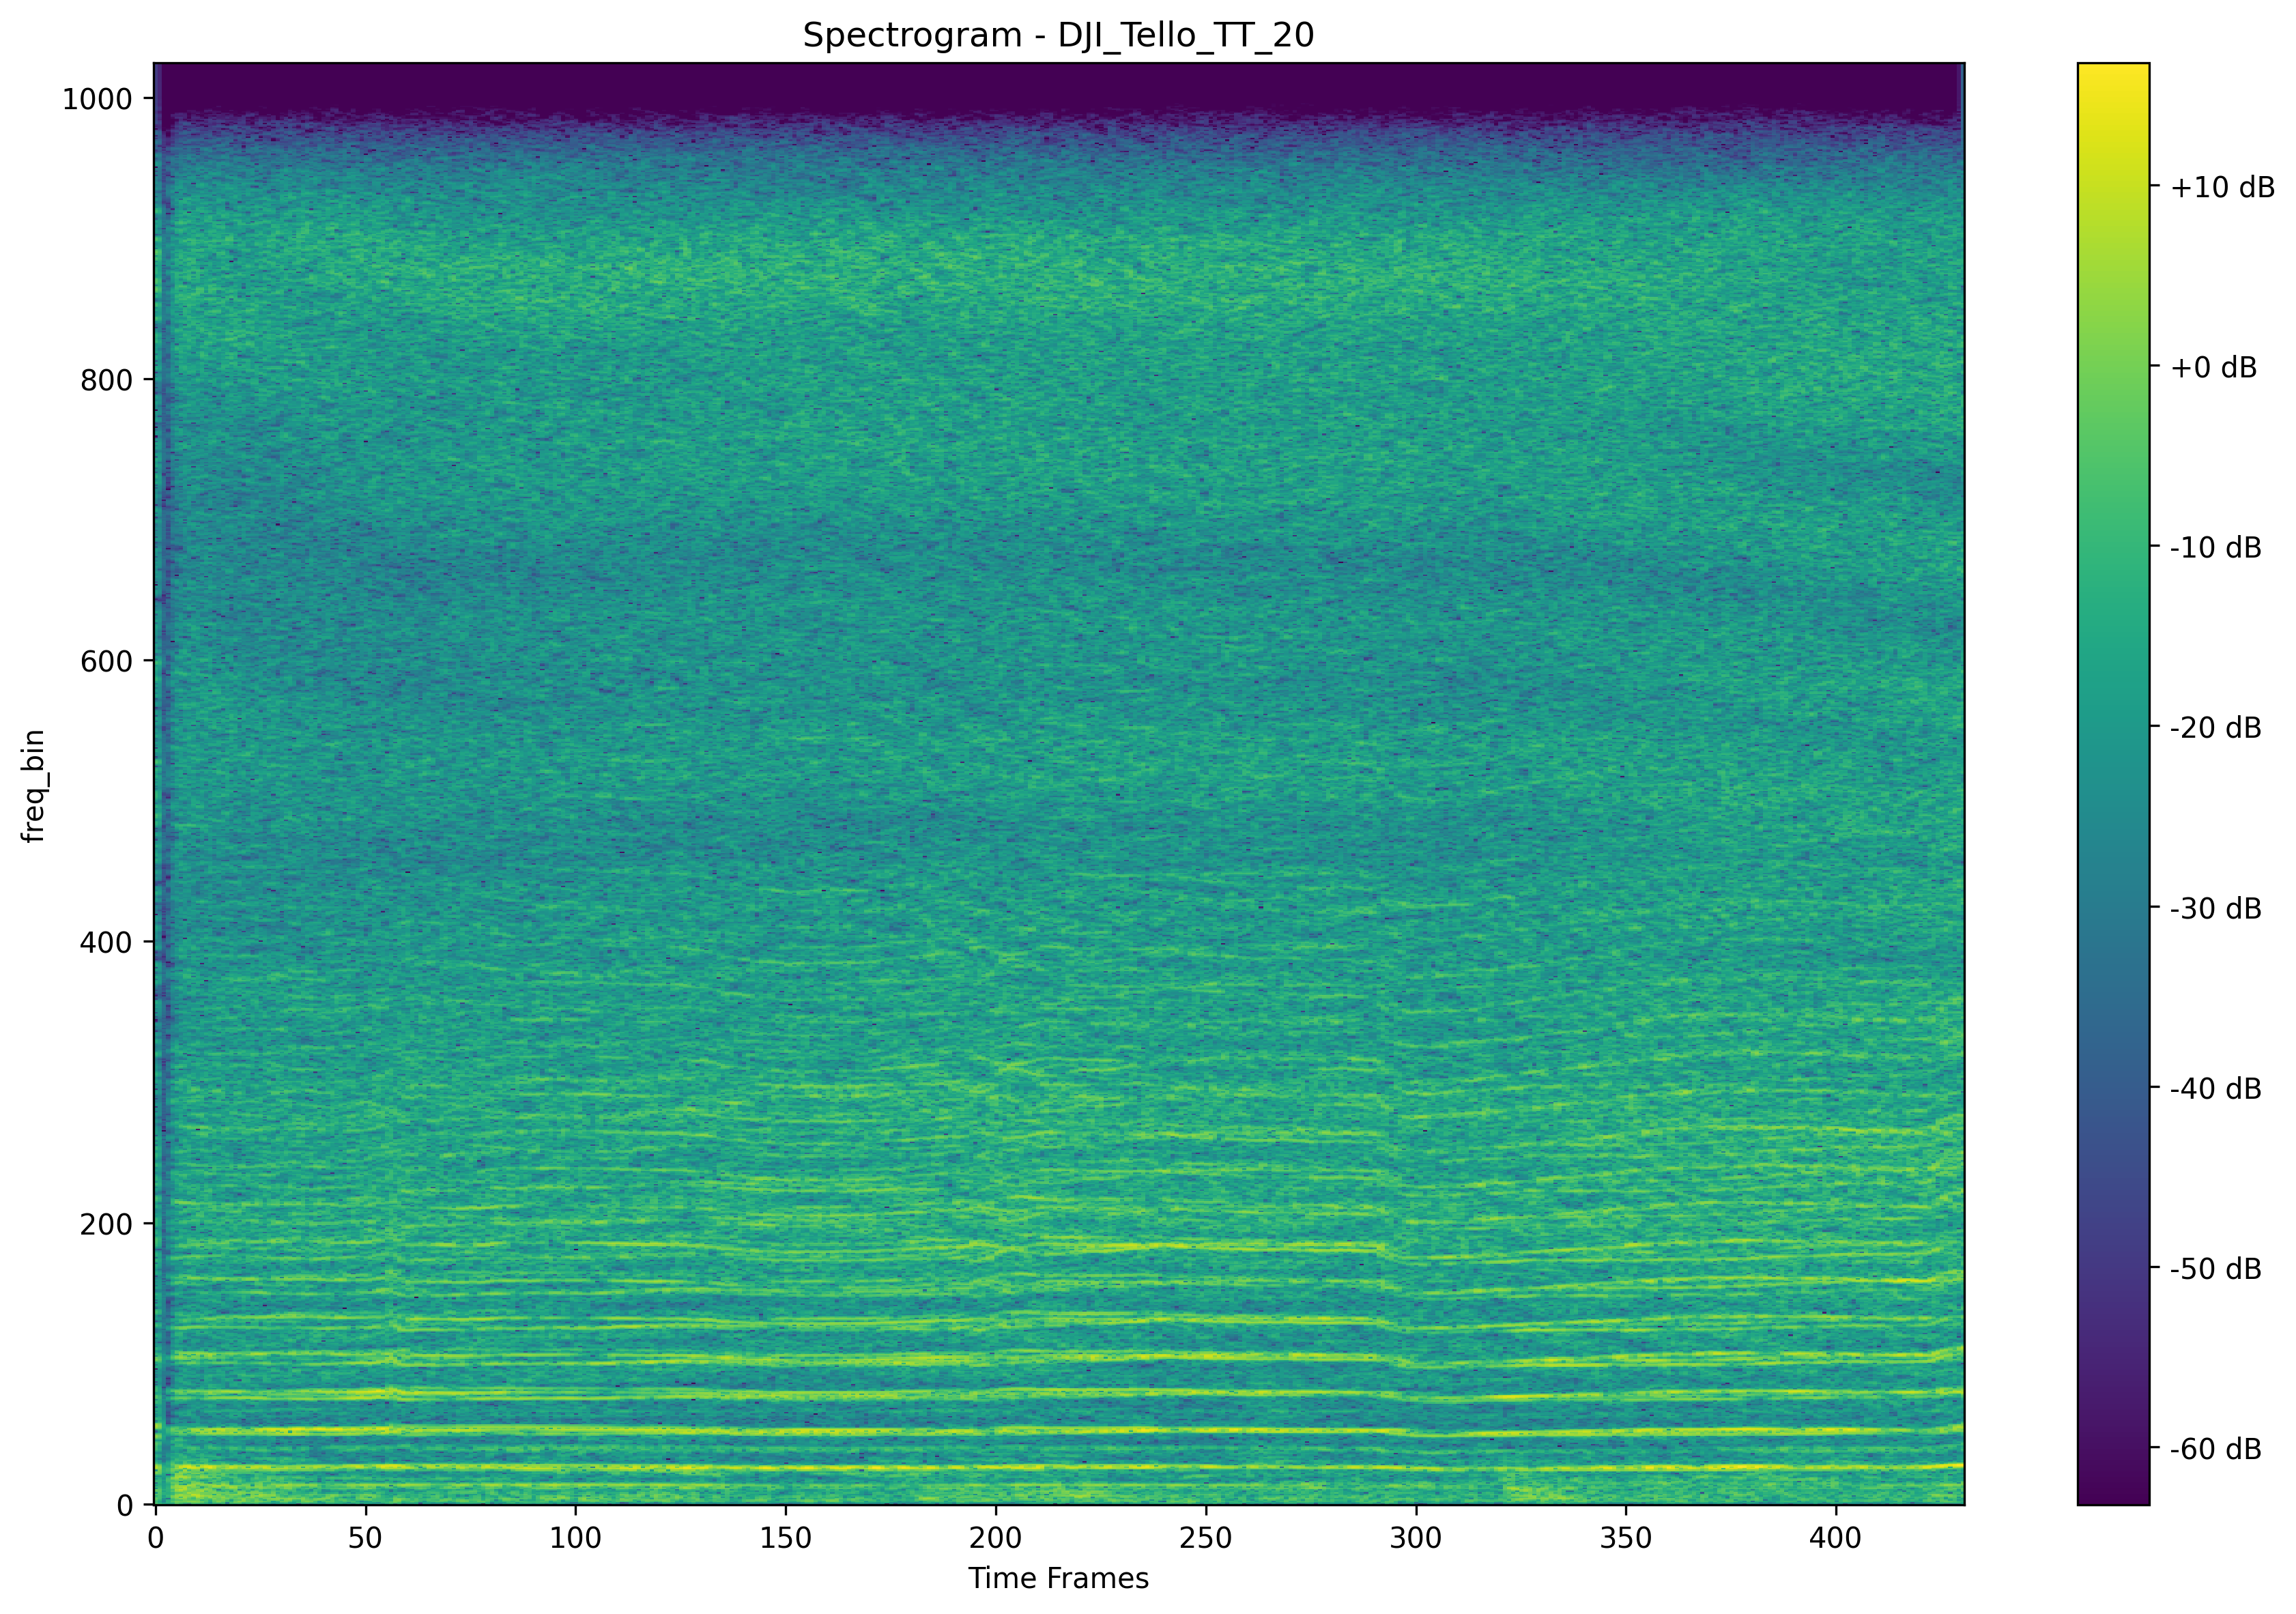 Spectrogram - DJI_Tello_TT_20
1000
800
600
400
200
0
freq_bin
0 50 100 150 200 250 300 350 400
Time Frames
+10 dB
+0 dB
-10 dB
-20 dB
-30 dB
-40 dB
-50 dB
-60 dB